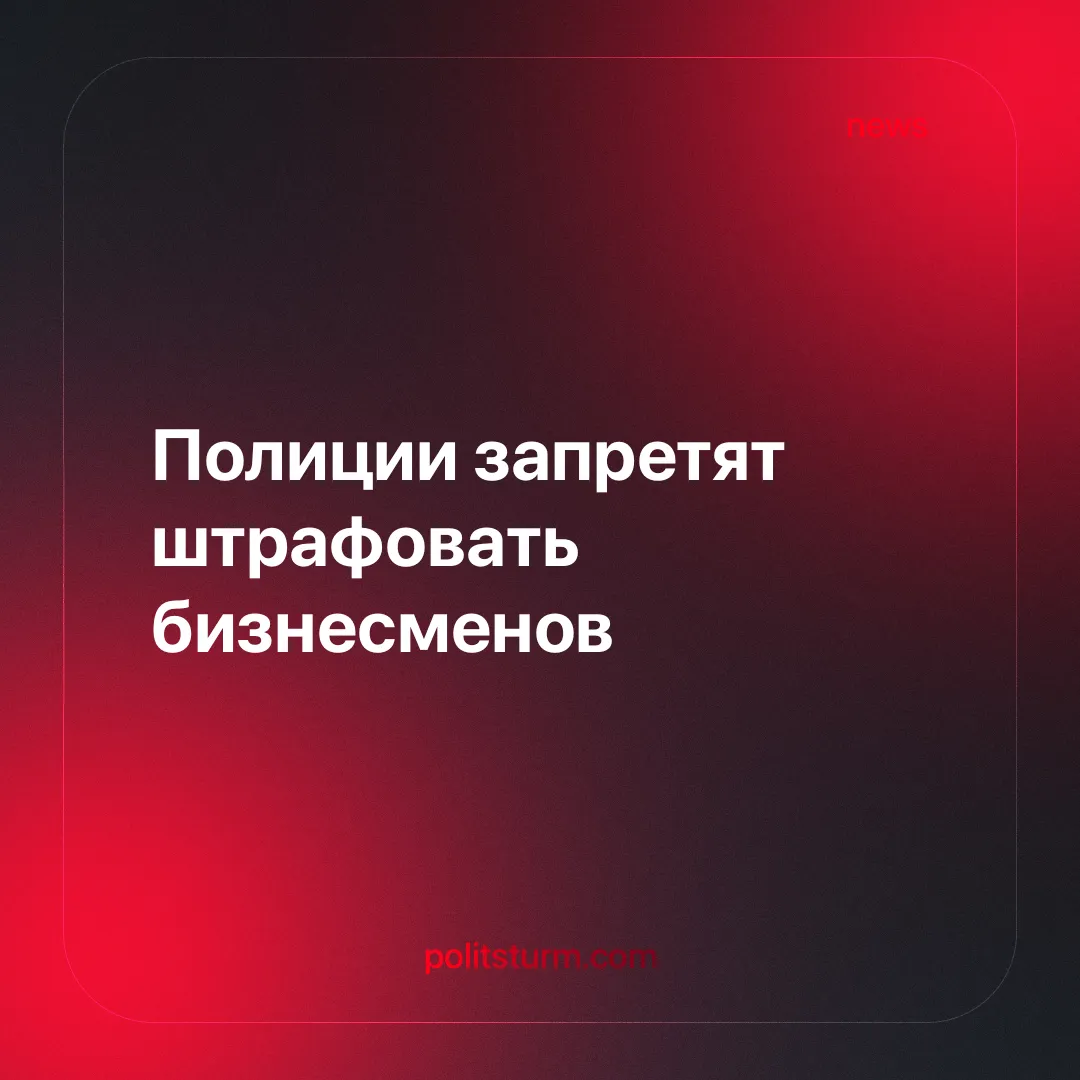 news
Полиции запретят
штрафовать
бизнесменов
politsturm.com